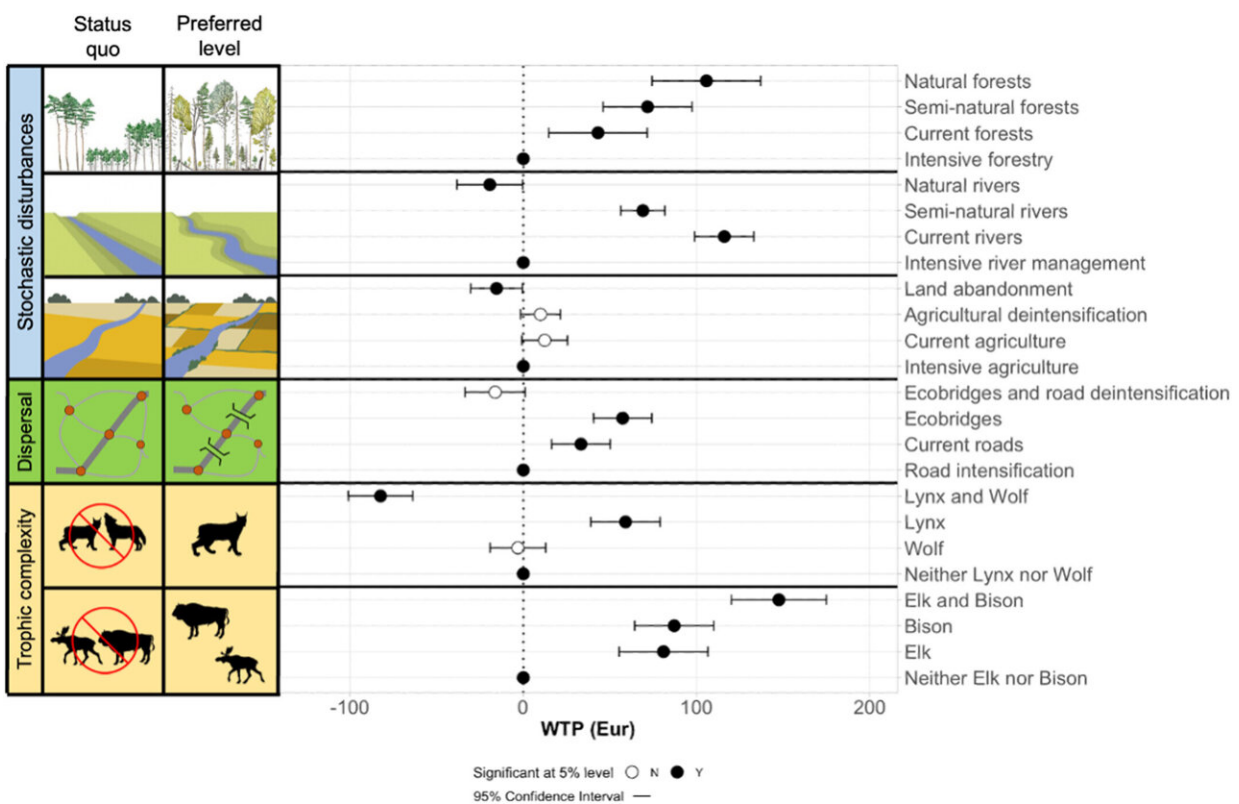 Status
quo
Preferred
level
Stochastic disturbances
Dispersal
Trophic complexity
Natural forests
Semi-natural forests
Current forests
Intensive forestry
Natural rivers
Semi-natural rivers
Current rivers
Intensive river management
Land abandonment
Agricultural deintensification
Current agriculture
Intensive agriculture
Ecobridges and road deintensification
Ecobridges
Current roads
Road intensification
Lynx and Wolf
Lynx
Wolf
Neither Lynx nor Wolf
Elk and Bison
Bison
Elk
Neither Elk nor Bison
-100 0 100 200
WTP (Eur)
Significant at 5% level N Y
95% Confidence Interval